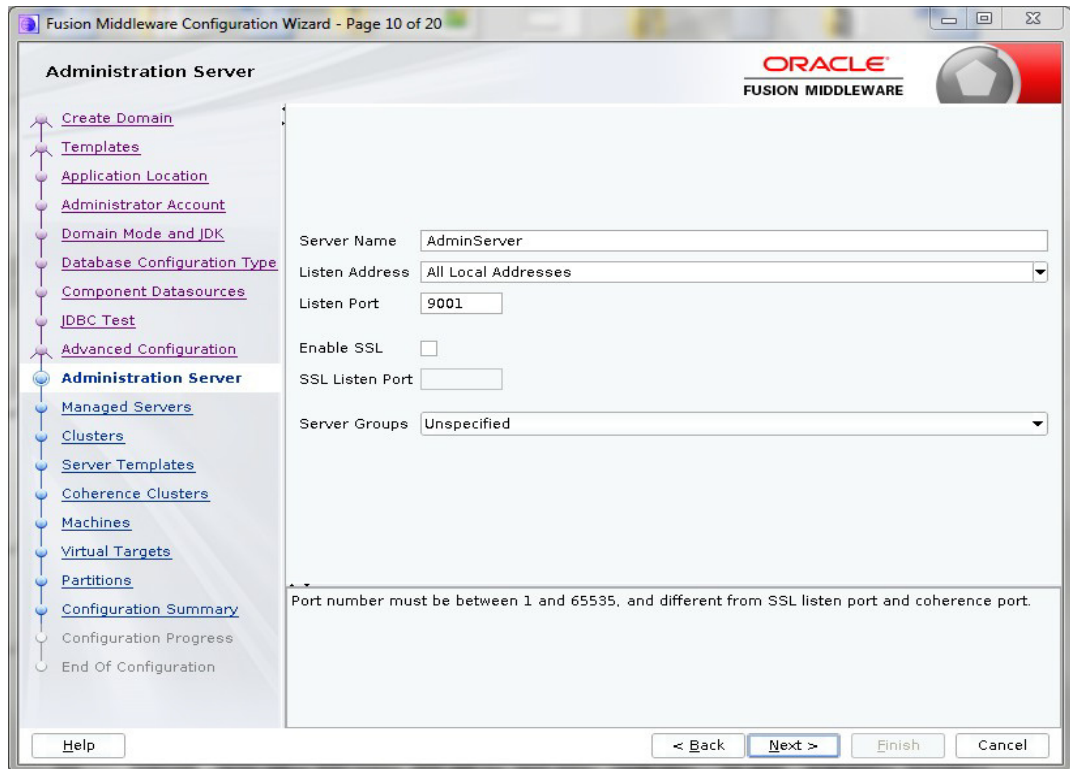 Fusion Middleware Configuration Wizard - Page 10 of 20
Administration Server
ORACLE
FUSION MIDDLEWARE
Create Domain
Templates
Application Location
Administrator Account
Domain Mode and JDK
Database Configuration Type
Component Datasources
JDBC Test
Advanced Configuration
Administration Server
Managed Servers
Clusters
Server Templates
Coherence Clusters
Machines
Virtual Targets
Partitions
Configuration Summary
Configuration Progress
End Of Configuration
Server Name AdminServer
Listen Address All Local Addresses
Listen Port 9001
Enable SSL
SSL Listen Port
Server Groups Unspecified
Port number must be between 1 and 65535, and different from SSL listen port and coherence port.
Help < Back Next > Finish Cancel